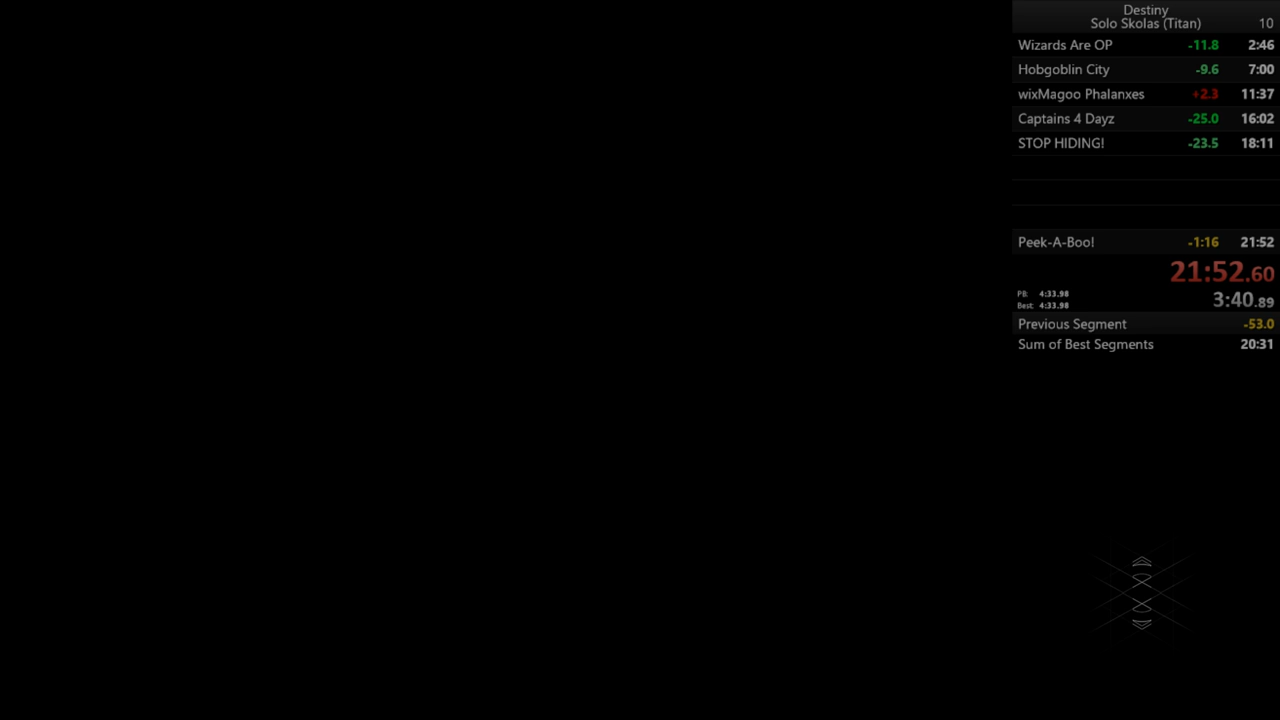 Destiny
Solo Skolas (Titan) 10
Wizards Are OP -11.8 2:46
Hobgoblin City -9.6 7:00
wixMagoo Phalanxes +2.3 11:37
Captains 4 Dayz -25.0 16:02
STOP HIDING! -23.5 18:11
Peek-A-Boo! -1:16 21:52
21:52.60
PB: 4:33.98
Best: 4:33.98
3:40.89
Previous Segment -53.0
Sum of Best Segments 20:31